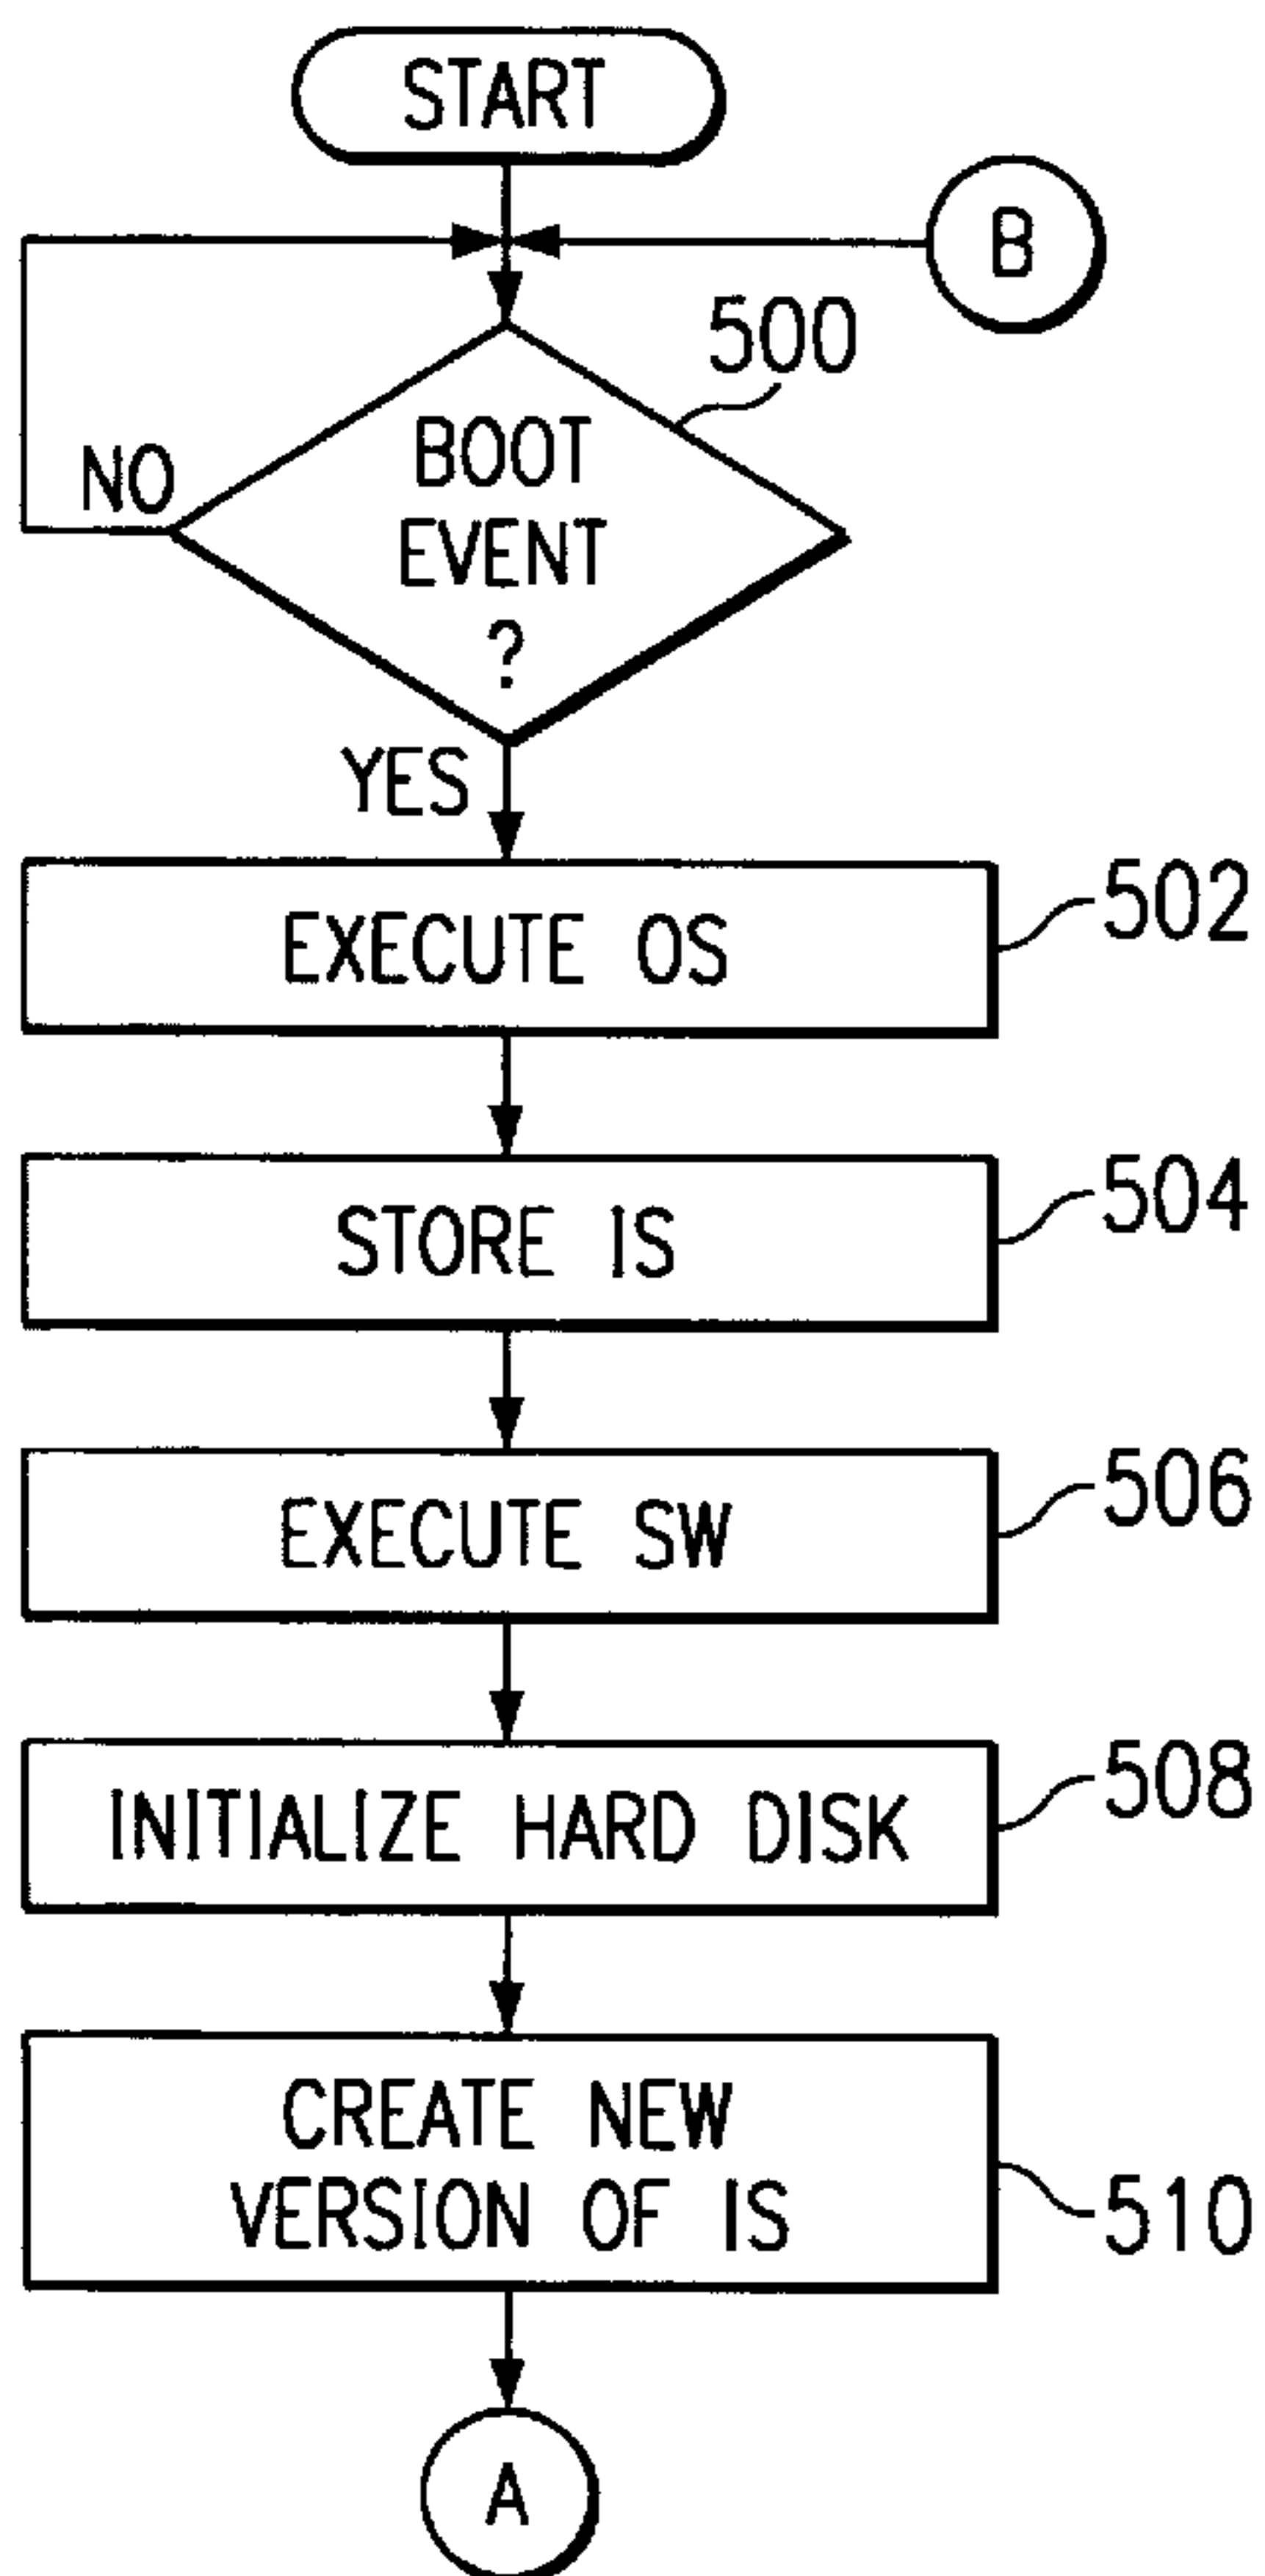 START
B
500
BOOT
EVENT
?
NO
YES
EXECUTE OS
502
STORE IS
504
EXECUTE SW
506
INITIALIZE HARD DISK
508
CREATE NEW
VERSION OF IS
510
A